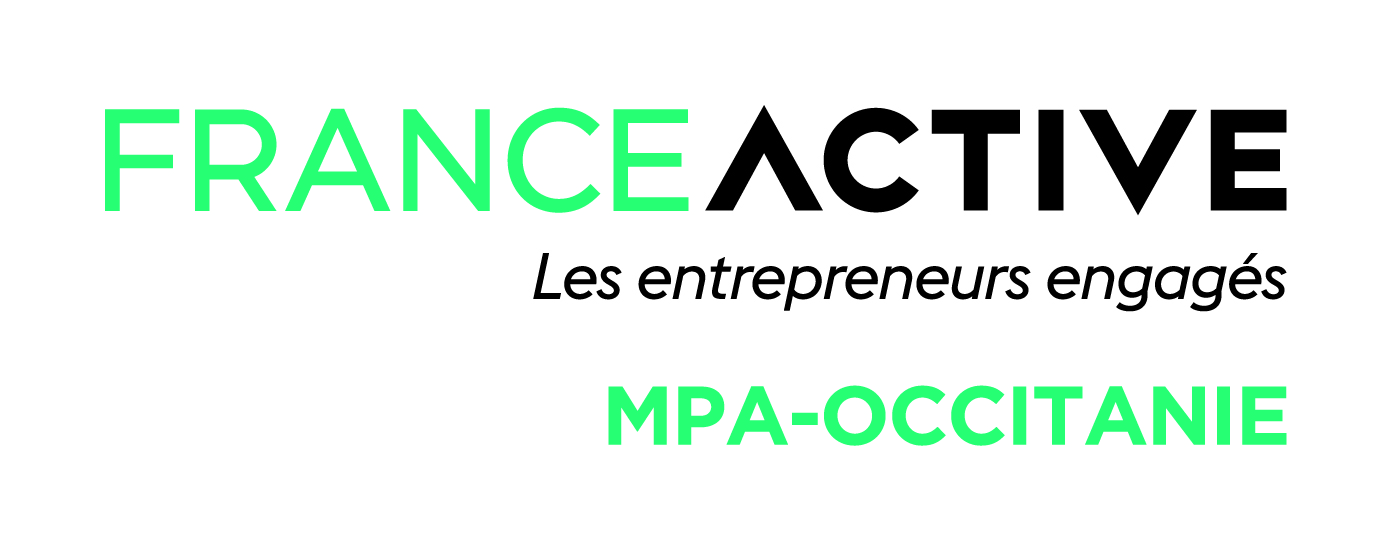 FRANCE ACTIVE
Les entrepreneurs engagés
MPA-OCCITANIE